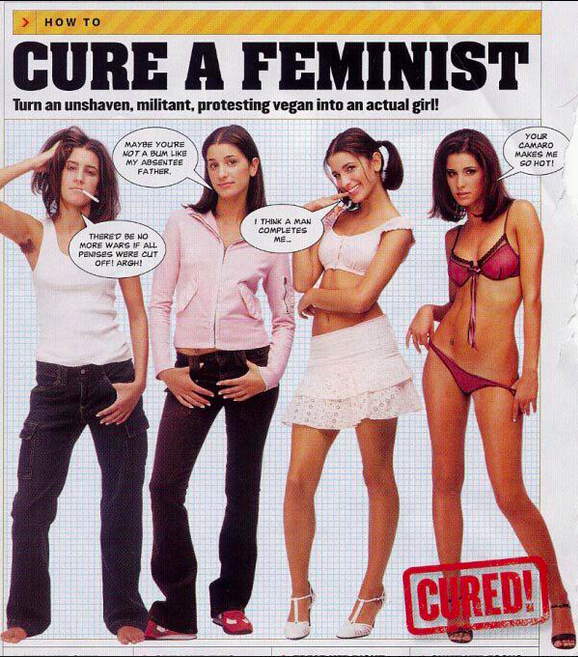 HOW TO
CURE A FEMINIST
Turn an unshaven, militant, protesting vegan into an actual girl!
MAYBE YOU'RE
NOT A BUM LIKE
MY ABSENTEE
FATHER.
YOUR
CAMARO
MAKES ME
SO HOT!
I THINK A MAN
COMPLETES
ME...
THERE'D BE NO
MORE WARS IF ALL
PENISES WERE CUT
OFF! ARGH!
CURED!